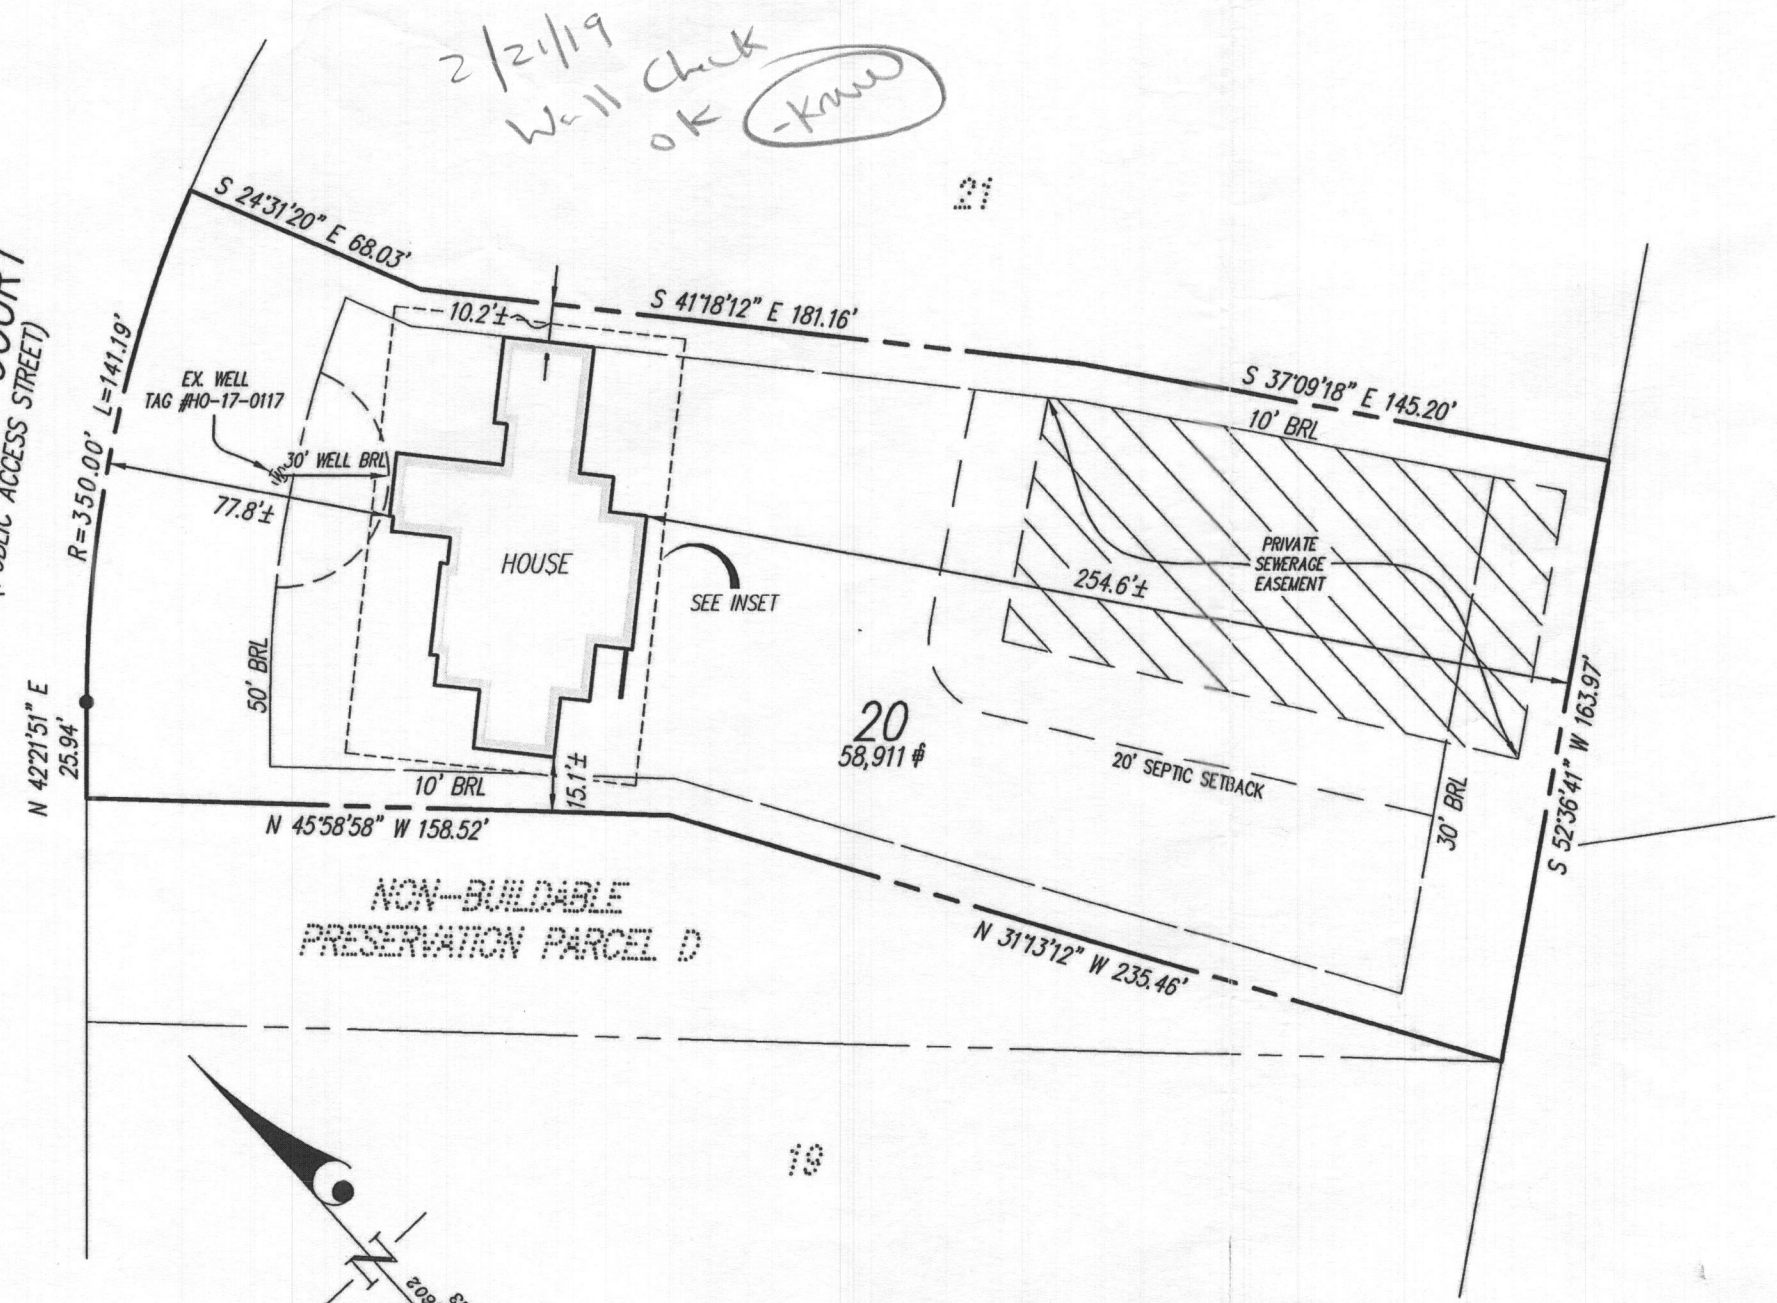 2/21/19
Wall Check
OK
21
S 24°31'20" E 68.03'
ACCESS STREET)
R=350.00' L=141.19'
10.2'±
S 41°18'12" E 181.16'
S 37°09'18" E 145.20'
10' BRL
EX. WELL
TAG #HO-17-0117
30' WELL BRL
77.8'±
HOUSE
SEE INSET
PRIVATE
SEWERAGE
EASEMENT
254.6'±
50' BRL
N 42°21'51" E
25.94'
20
58,911
20' SEPTIC SETBACK
30' BRL
S 52°36'41" W 163.97'
10' BRL
15.1'±
N 45°58'58" W 158.52'
NON-BUILDABLE
PRESERVATION PARCEL D
N 31°13'12" W 235.46'
19
N